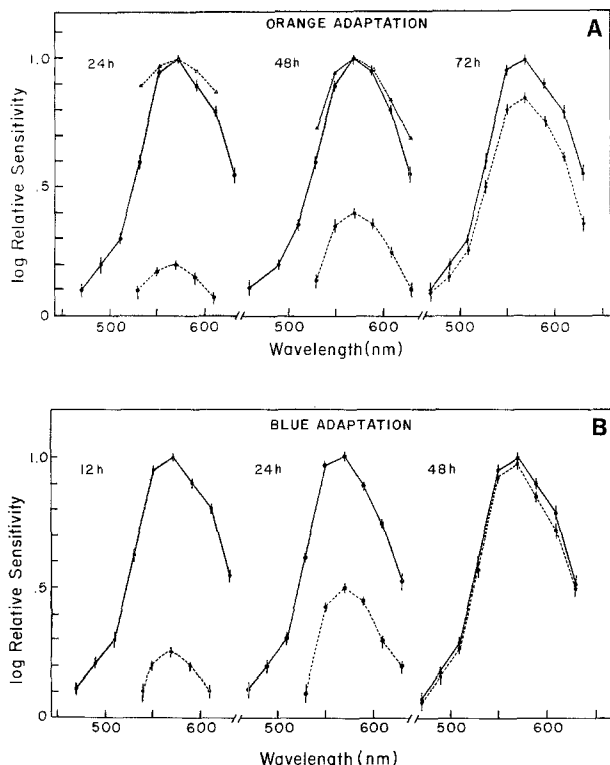 ORANGE ADAPTATION
A
24h
48h
72h
1.0
.5
0
log Relative Sensitivity
500
600
500
600
500
600
Wavelength(nm)
BLUE ADAPTATION
B
12h
24h
48h
1.0
.5
0
log Relative Sensitivity
500
600
500
600
500
600
Wavelength(nm)